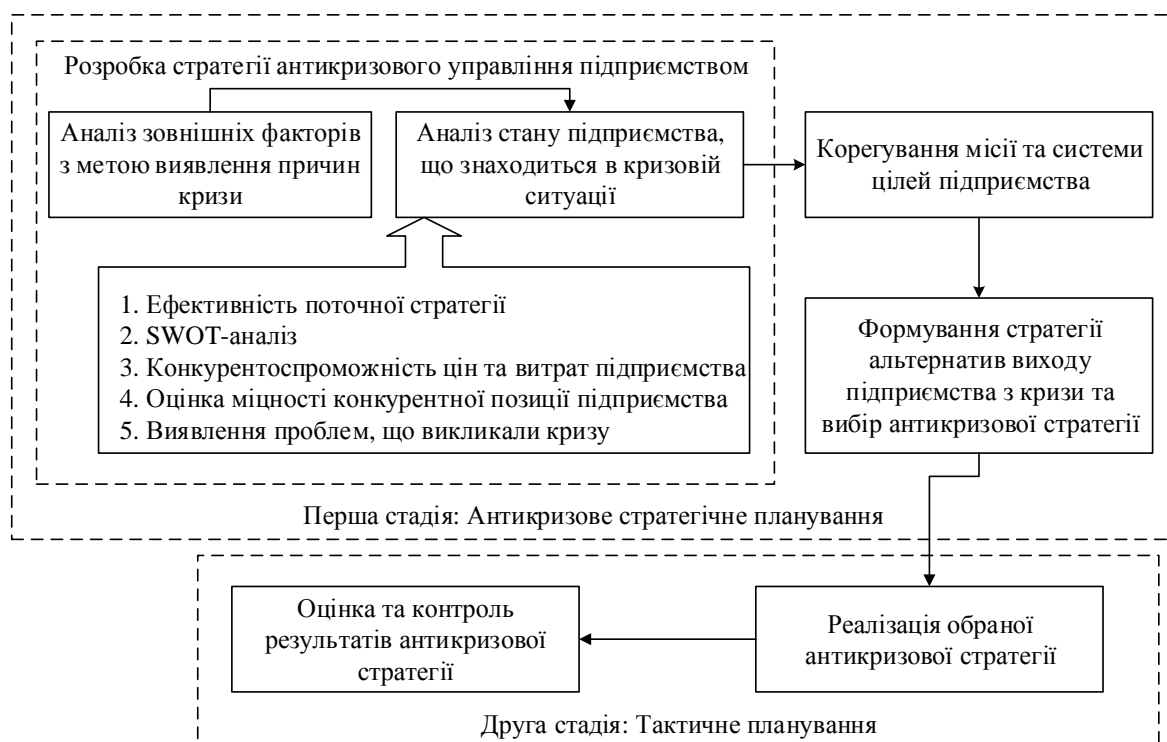 Розробка стратегії антикризового управління підприємством
Аналіз зовнішніх факторів
з метою виявлення причин
кризи
Аналіз стану підприємства,
що знаходиться в кризовій
ситуації
Корегування місії та системи
цілей підприємства
1. Ефективність поточної стратегії
2. SWOT-аналіз
3. Конкурентоспроможність цін та витрат підприємства
4. Оцінка міцності конкурентної позиції підприємства
5. Виявлення проблем, що викликали кризу
Формування стратегії
альтернатив виходу
підприємства з кризи та
вибір антикризової стратегії
Перша стадія: Антикризове стратегічне планування
Оцінка та контроль
результатів антикризової
стратегії
Реалізація обраної
антикризової стратегії
Друга стадія: Тактичне планування